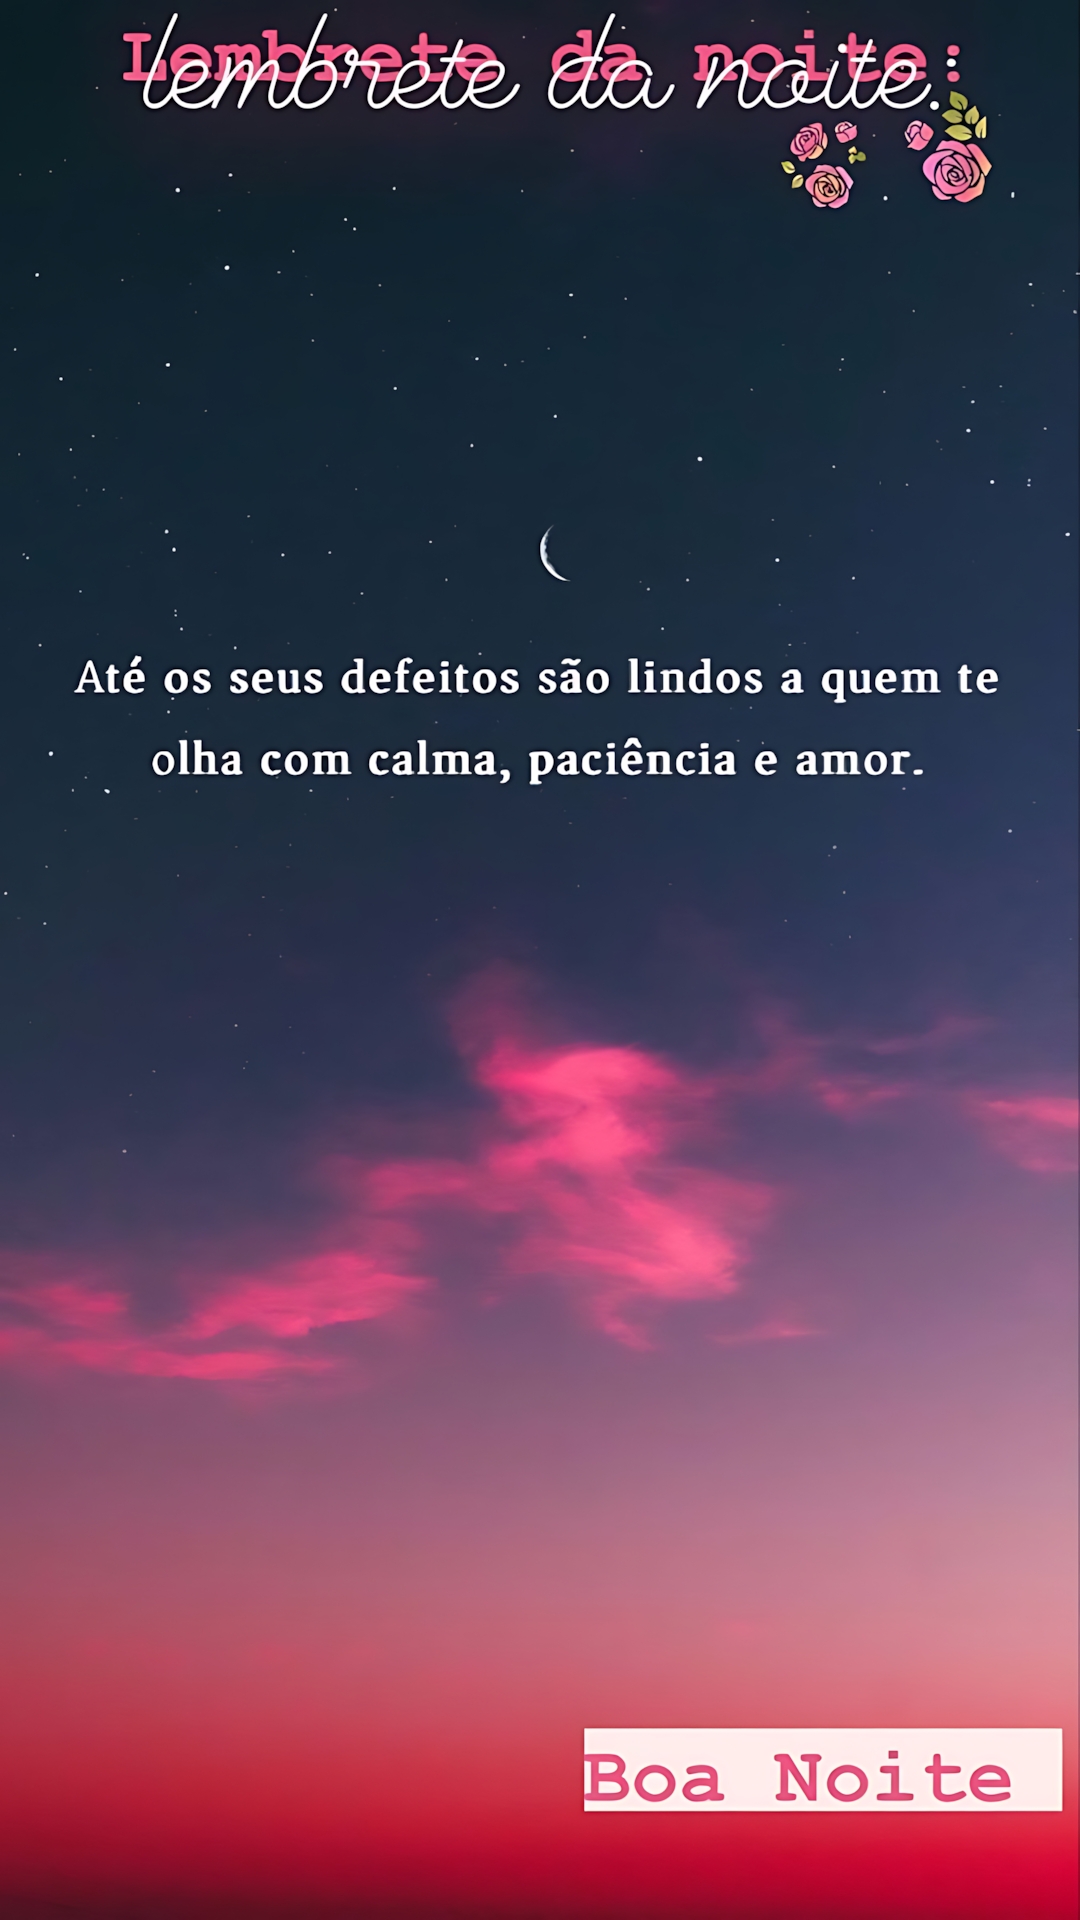 Lembrete da noite:
lembrete da noite.
Até os seus defeitos são lindos a quem te
olha com calma, paciência e amor.
Boa Noite